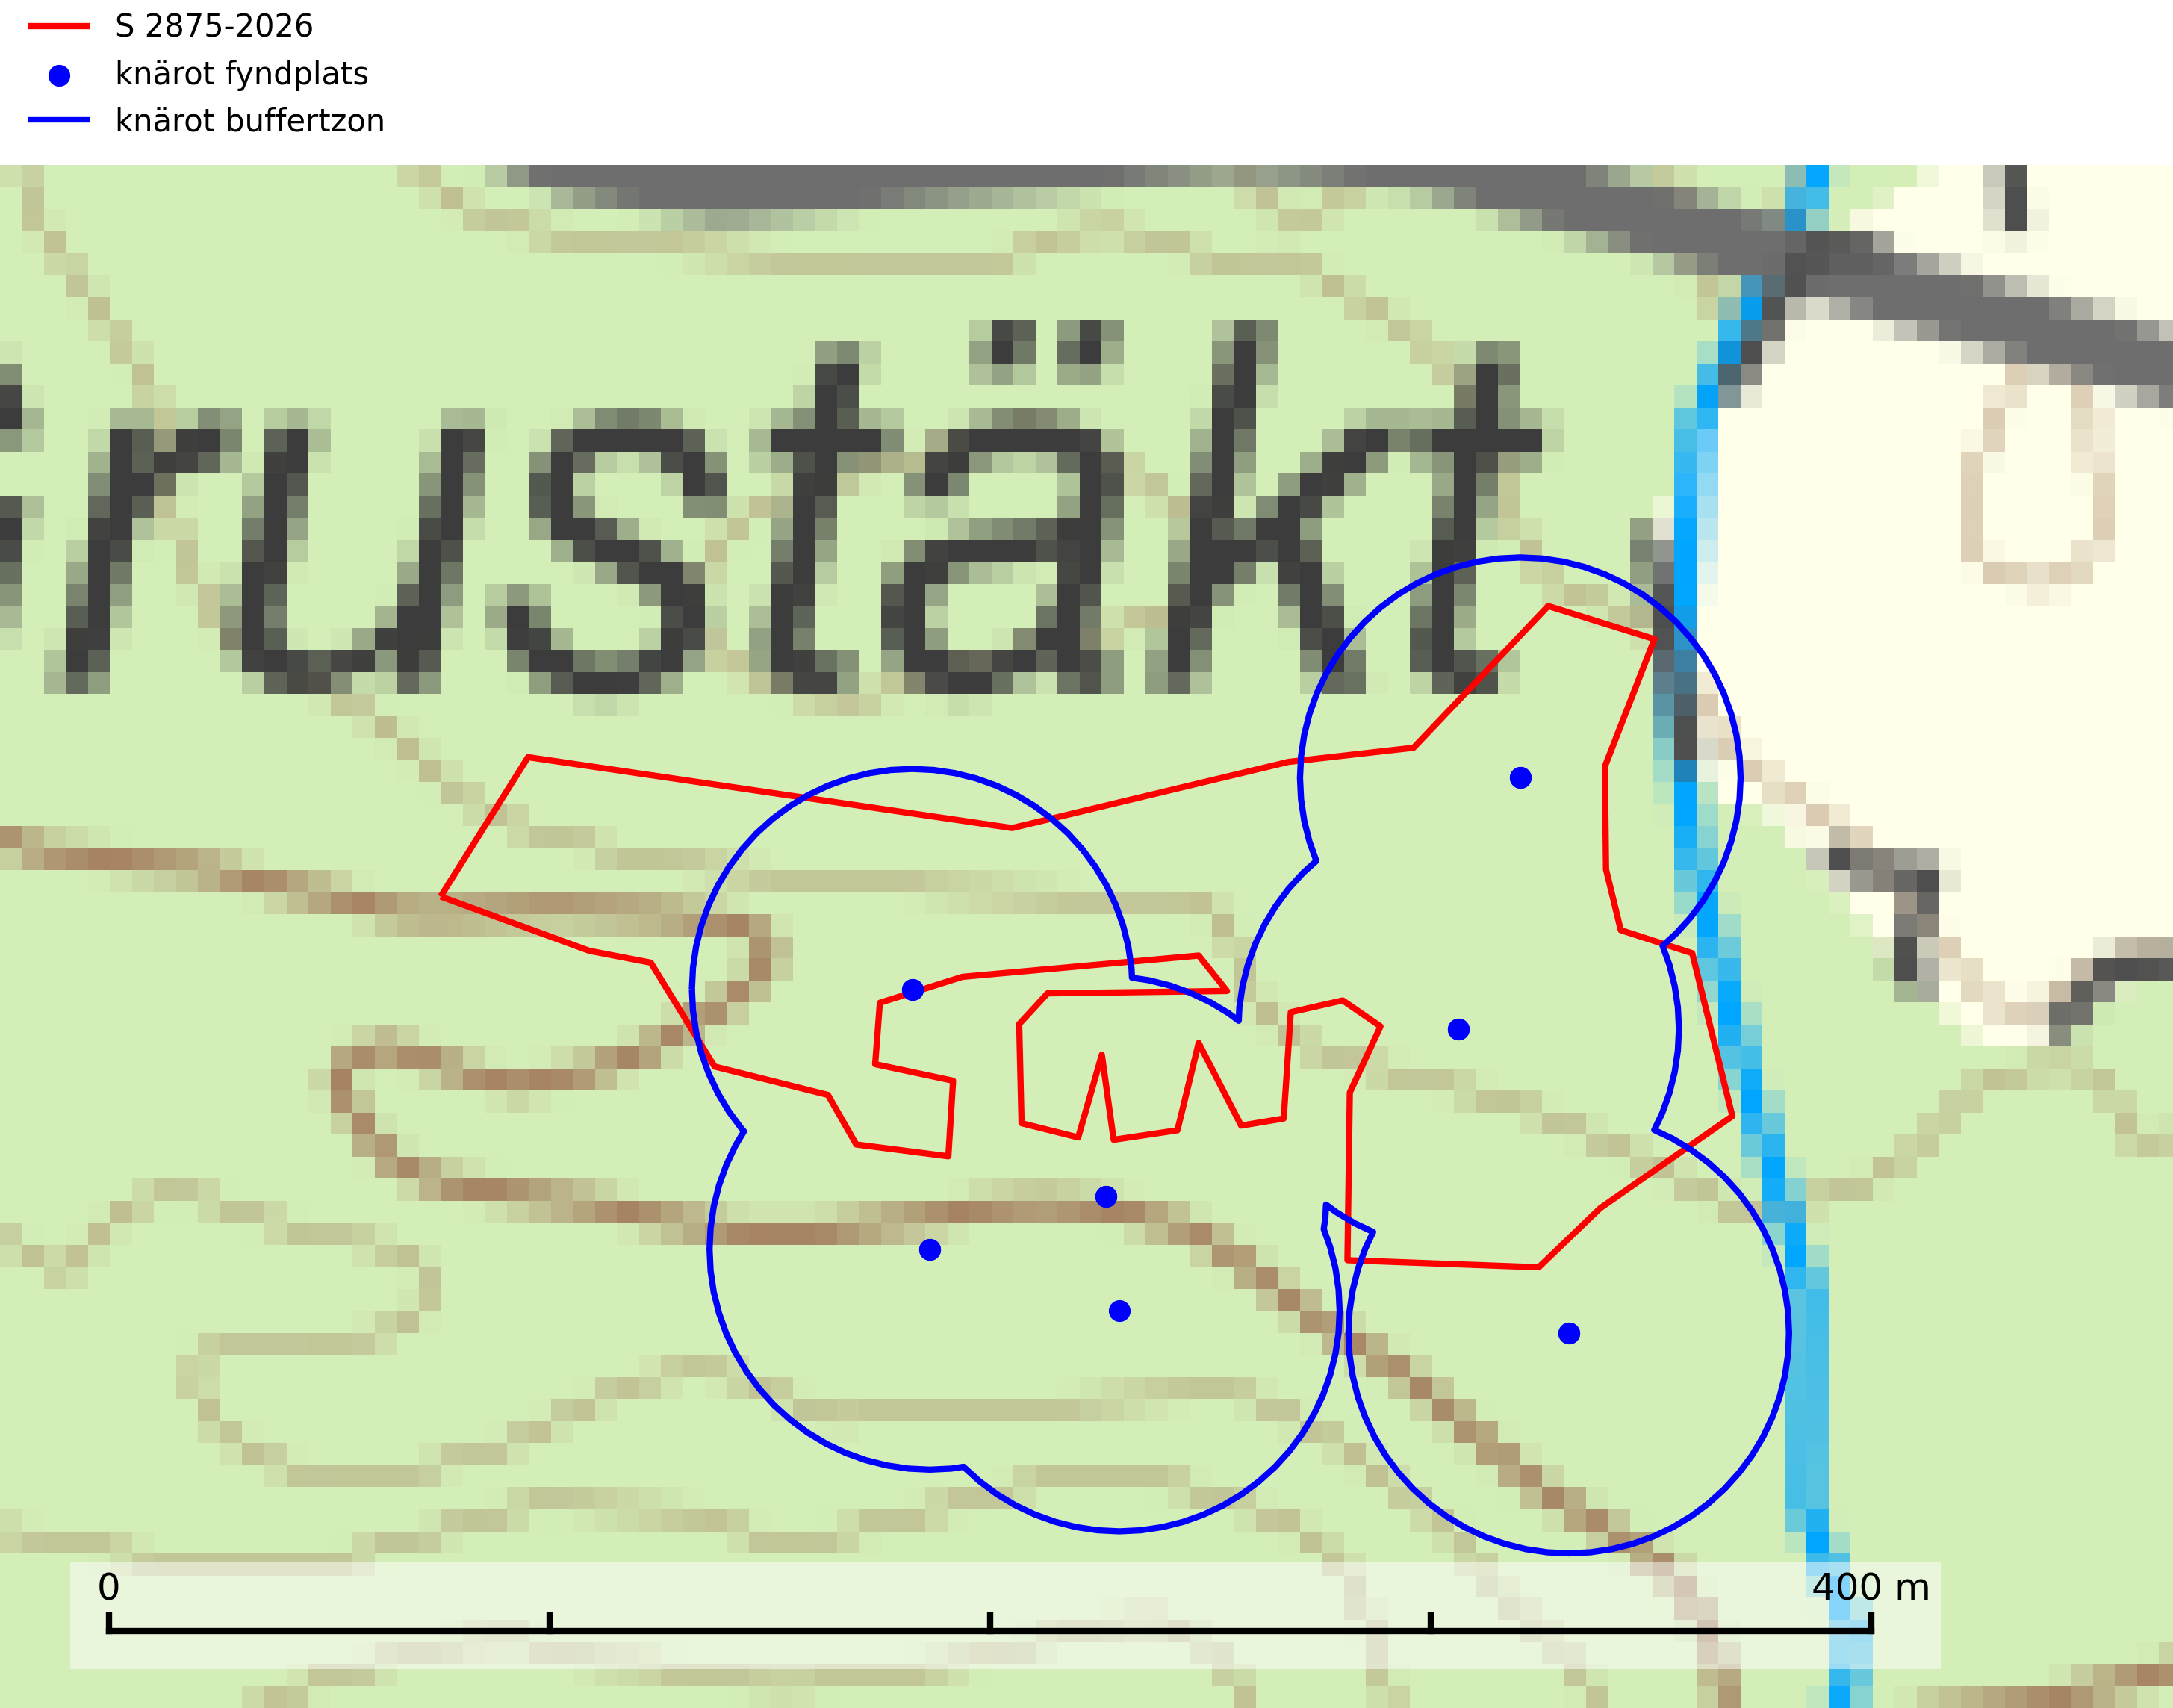 S 2875-2026
knärot fyndplats
knärot buffertzon
rustäkt
0
400 m